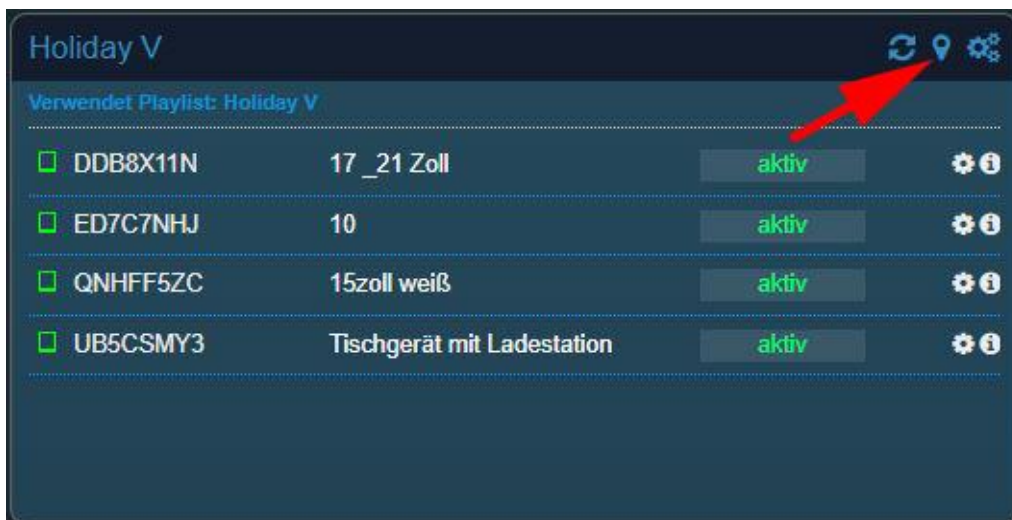 Holiday V
Verwendet Playlist: Holiday V
DDB8X11N 17 _21 Zoll aktiv
ED7C7NHJ 10 aktiv
QNHFF5ZC 15zoll weiß aktiv
UB5CSMY3 Tischgerät mit Ladestation aktiv